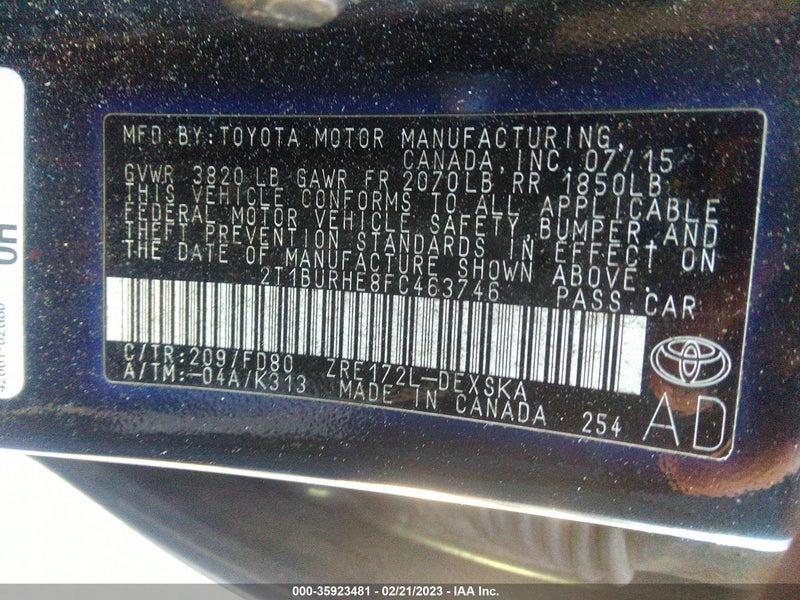 MFD.BY:TOYOTA MOTOR MANUFACTURING,
CANADA,INC.07/15
GVWR 3820 LB GAWR FR 2070LB RR 1850LB
THIS VEHICLE CONFORMS TO ALL APPLICABLE
FEDERAL MOTOR VEHICLE SAFETY,BUMPER,AND
THEFT PREVENTION STANDARDS IN EFFECT ON
THE DATE OF MANUFACTURE SHOWN ABOVE.
2T1BURHE8FC463746 PASS.CAR
C/TR:209/FD80 ZRE172L-DEXSKA
A/TM:-04A/K313 MADE IN CANADA 254
AD
000-35923481 - 02/21/2023 - IAA Inc.